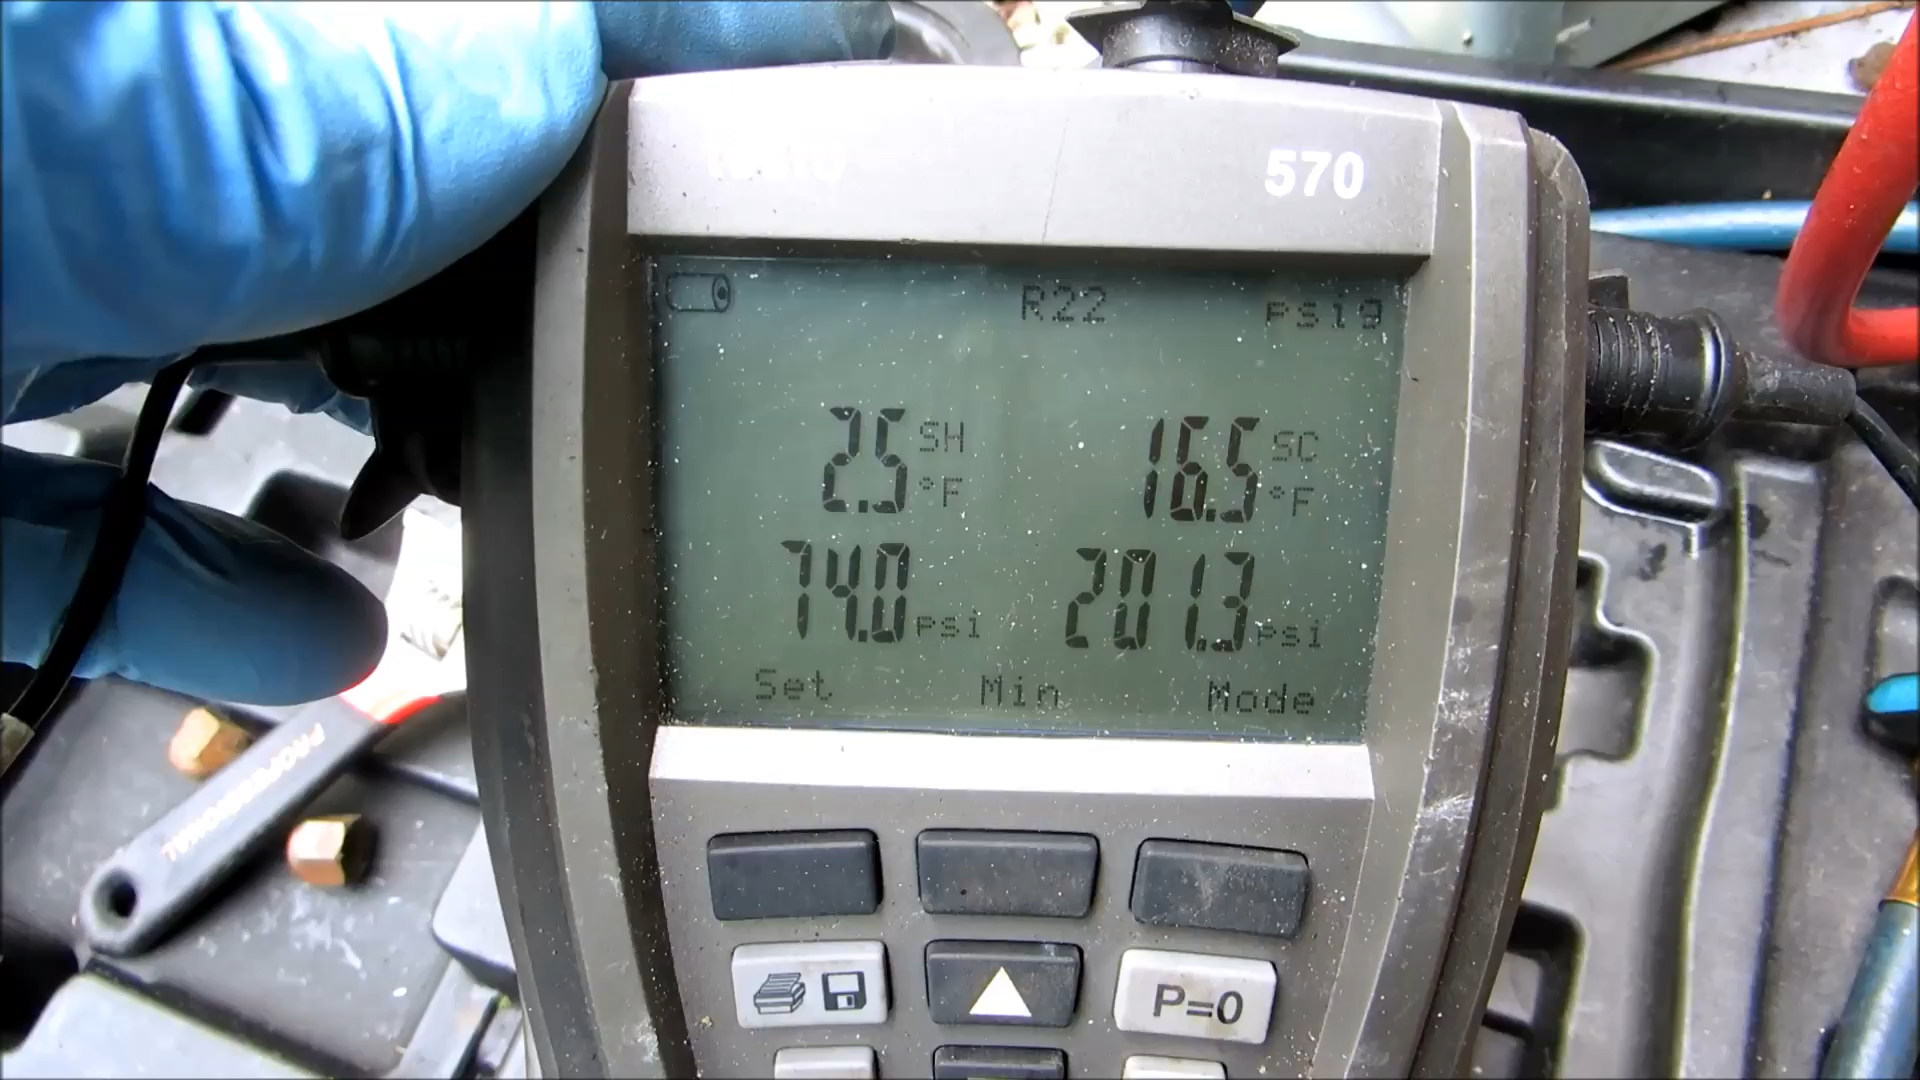 570
R22 psig
2.5 SH °F 16.5 SC °F
74.0 psi 201.3 psi
Set Min Mode
PROFESSIONAL
P=0